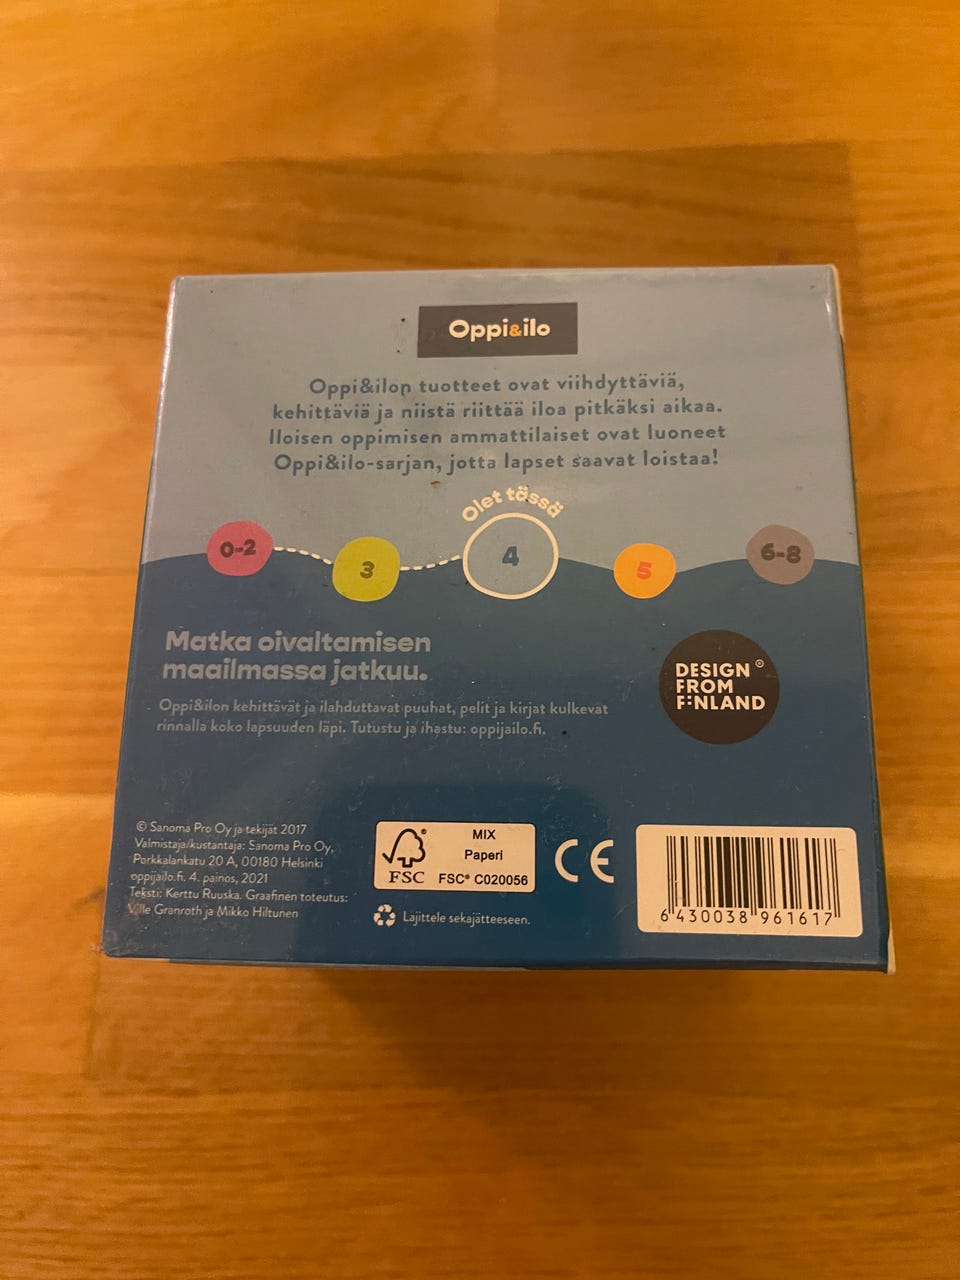 Oppi&ilo
Oppi&ilon tuotteet ovat viihdyttäviä,
kehittäviä ja niistä riittää iloa pitkäksi aikaa.
Iloisen oppimisen ammattilaiset ovat luoneet
Oppi&ilo-sarjan, jotta lapset saavat loistaa!
Olet tässä
0-2 3 4 5 6-8
Matka oivaltamisen
maailmassa jatkuu.
Oppi&ilon kehittävät ja ilahduttavat puuhat, pelit ja kirjat kulkevat
rinnalla koko lapsuuden läpi. Tutustu ja ihastu: oppijailo.fi.
DESIGN ®
FROM
FINLAND
© Sanoma Pro Oy ja tekijät 2017
Valmistaja/kustantaja: Sanoma Pro Oy,
Porkkalankatu 20 A, 00180 Helsinki
oppijailo.fi. 4. painos, 2021
Teksti: Kerttu Ruuska. Graafinen toteutus:
Ville Granroth ja Mikko Hiltunen
FSC
MIX
Paperi
FSC® C020056
Lajittele sekajätteeseen.
CE
6 430038 961617